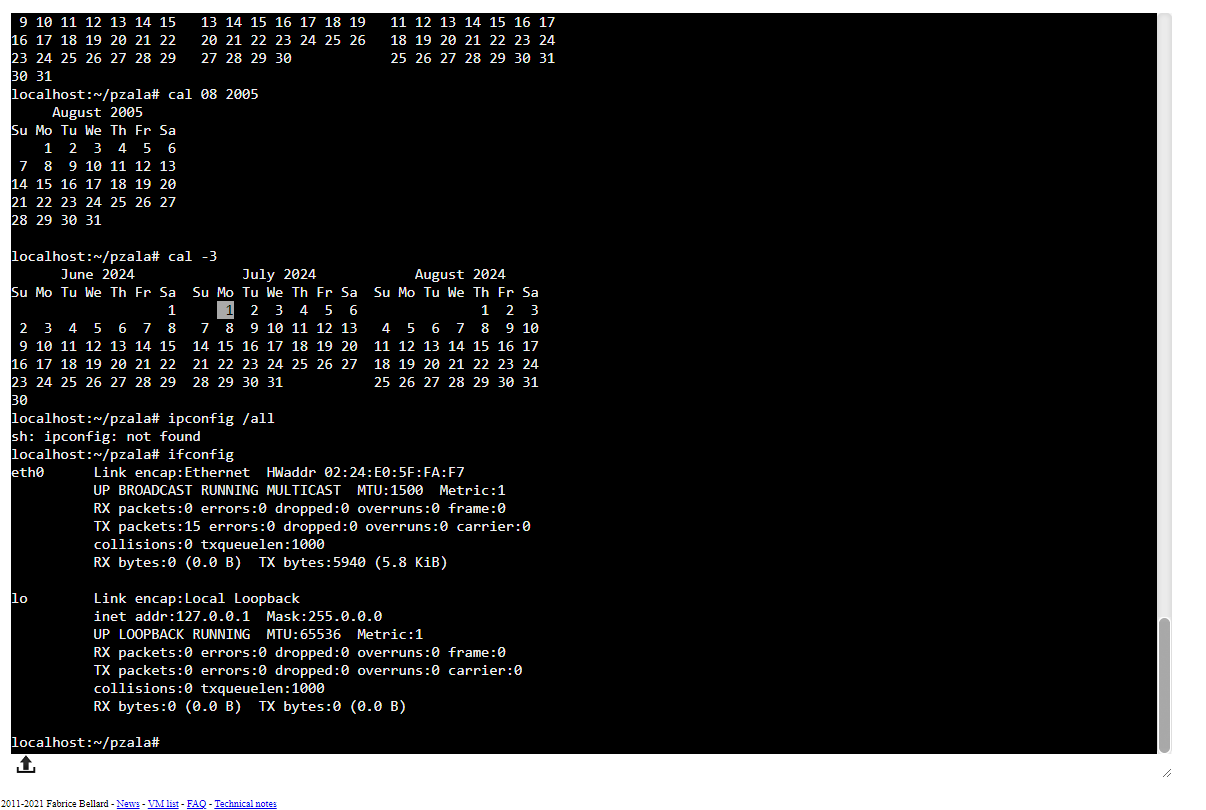 9 10 11 12 13 14 15   13 14 15 16 17 18 19   11 12 13 14 15 16 17
16 17 18 19 20 21 22   20 21 22 23 24 25 26   18 19 20 21 22 23 24
23 24 25 26 27 28 29   27 28 29 30            25 26 27 28 29 30 31
30 31
localhost:~/pzala# cal 08 2005
     August 2005
Su Mo Tu We Th Fr Sa
    1  2  3  4  5  6
 7  8  9 10 11 12 13
14 15 16 17 18 19 20
21 22 23 24 25 26 27
28 29 30 31

localhost:~/pzala# cal -3
      June 2024             July 2024            August 2024
Su Mo Tu We Th Fr Sa  Su Mo Tu We Th Fr Sa  Su Mo Tu We Th Fr Sa
                   1      1  2  3  4  5  6               1  2  3
 2  3  4  5  6  7  8   7  8  9 10 11 12 13   4  5  6  7  8  9 10
 9 10 11 12 13 14 15  14 15 16 17 18 19 20  11 12 13 14 15 16 17
16 17 18 19 20 21 22  21 22 23 24 25 26 27  18 19 20 21 22 23 24
23 24 25 26 27 28 29  28 29 30 31           25 26 27 28 29 30 31
30
localhost:~/pzala# ipconfig /all
sh: ipconfig: not found
localhost:~/pzala# ifconfig
eth0      Link encap:Ethernet  HWaddr 02:24:E0:5F:FA:F7
          UP BROADCAST RUNNING MULTICAST  MTU:1500  Metric:1
          RX packets:0 errors:0 dropped:0 overruns:0 frame:0
          TX packets:15 errors:0 dropped:0 overruns:0 carrier:0
          collisions:0 txqueuelen:1000
          RX bytes:0 (0.0 B)  TX bytes:5940 (5.8 KiB)

lo        Link encap:Local Loopback
          inet addr:127.0.0.1  Mask:255.0.0.0
          UP LOOPBACK RUNNING  MTU:65536  Metric:1
          RX packets:0 errors:0 dropped:0 overruns:0 frame:0
          TX packets:0 errors:0 dropped:0 overruns:0 carrier:0
          collisions:0 txqueuelen:1000
          RX bytes:0 (0.0 B)  TX bytes:0 (0.0 B)

localhost:~/pzala#
2011-2021 Fabrice Bellard - News - VM list - FAQ - Technical notes